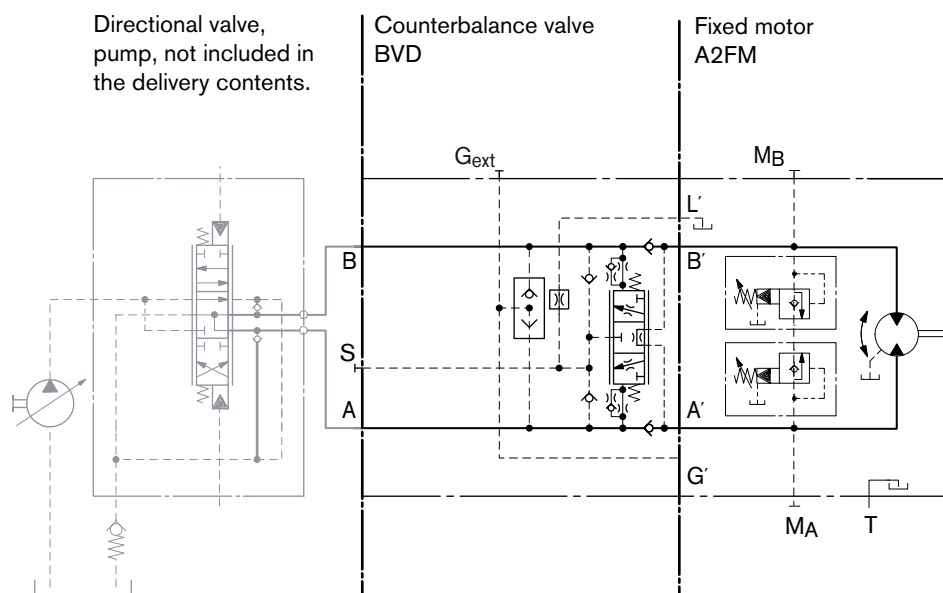 Directional valve,
pump, not included in
the delivery contents.
Counterbalance valve
BVD
Fixed motor
A2FM
Gext
MB
L′
B
B′
S
A
A′
G′
MA
T